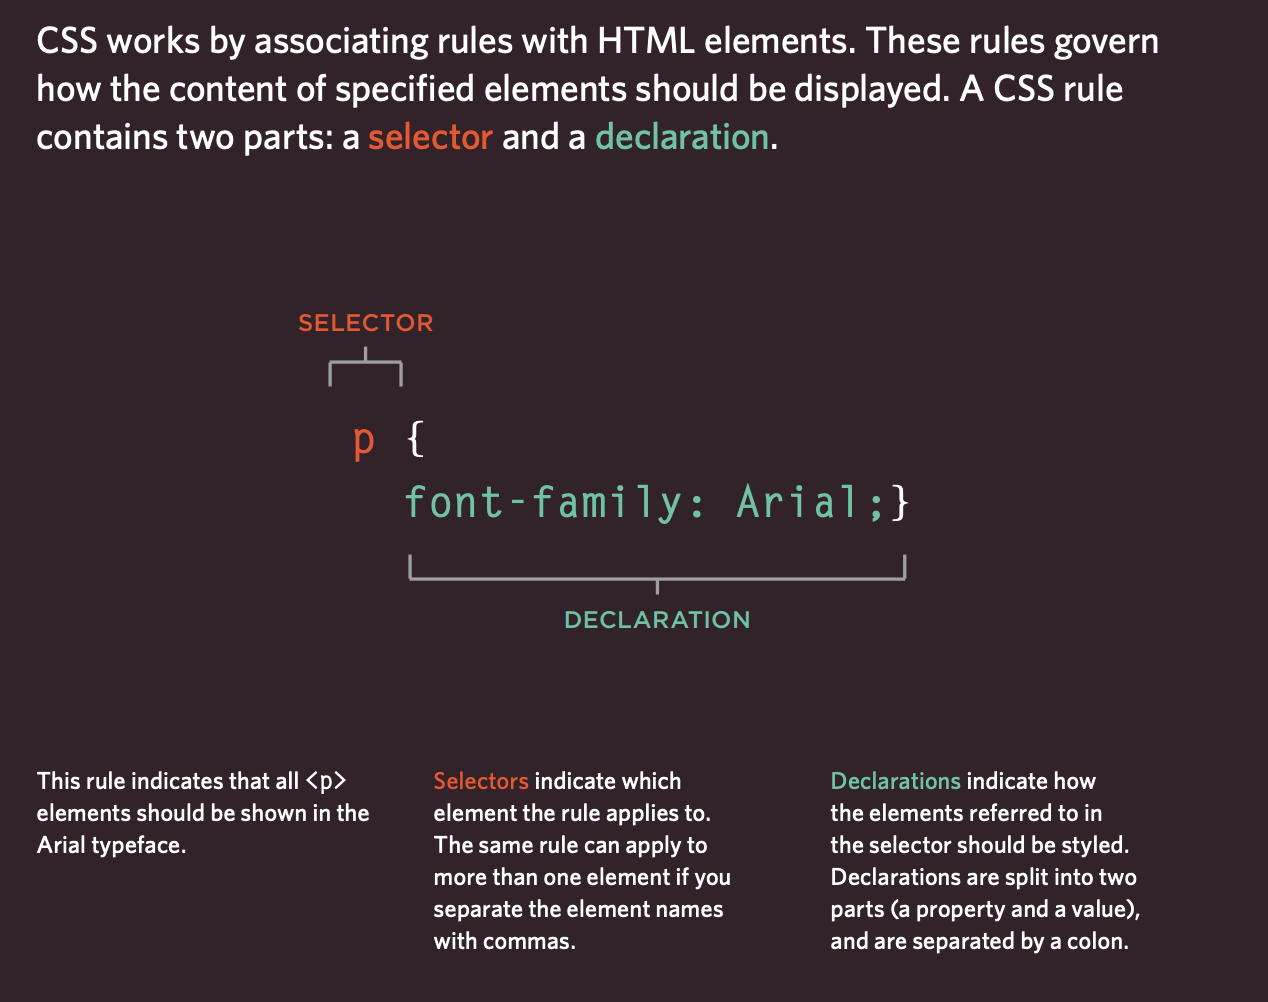 CSS works by associating rules with HTML elements. These rules govern
how the content of specified elements should be displayed. A CSS rule
contains two parts: a selector and a declaration.
SELECTOR
p {
font-family: Arial;}
DECLARATION
This rule indicates that all <p>
elements should be shown in the
Arial typeface.
Selectors indicate which
element the rule applies to.
The same rule can apply to
more than one element if you
separate the element names
with commas.
Declarations indicate how
the elements referred to in
the selector should be styled.
Declarations are split into two
parts (a property and a value),
and are separated by a colon.